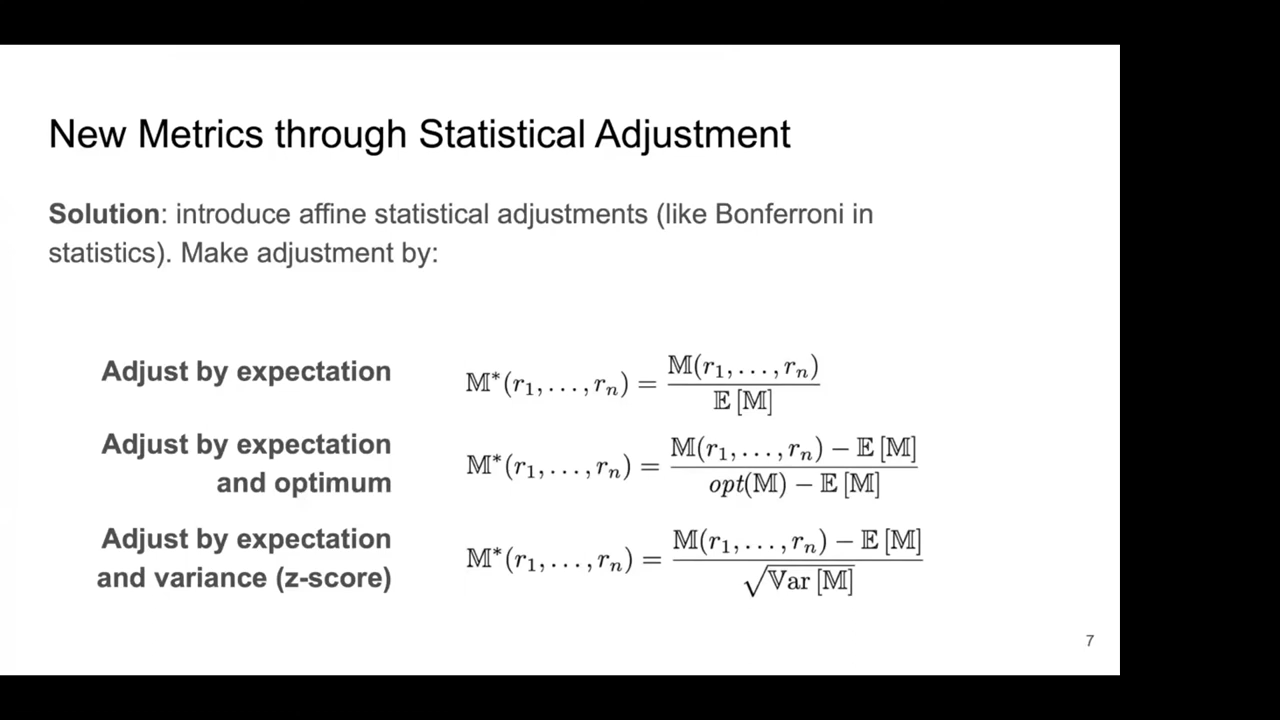 New Metrics through Statistical Adjustment
Solution: introduce affine statistical adjustments (like Bonferroni in
statistics). Make adjustment by:
Adjust by expectation
𝕄*(r₁, . . . , rₙ) = 𝕄(r₁, . . . , rₙ) / 𝔼 [𝕄]
Adjust by expectation
and optimum
𝕄*(r₁, . . . , rₙ) = (𝕄(r₁, . . . , rₙ) − 𝔼 [𝕄]) / (opt(𝕄) − 𝔼 [𝕄])
Adjust by expectation
and variance (z-score)
𝕄*(r₁, . . . , rₙ) = (𝕄(r₁, . . . , rₙ) − 𝔼 [𝕄]) / √(𝕍ar [𝕄])
7